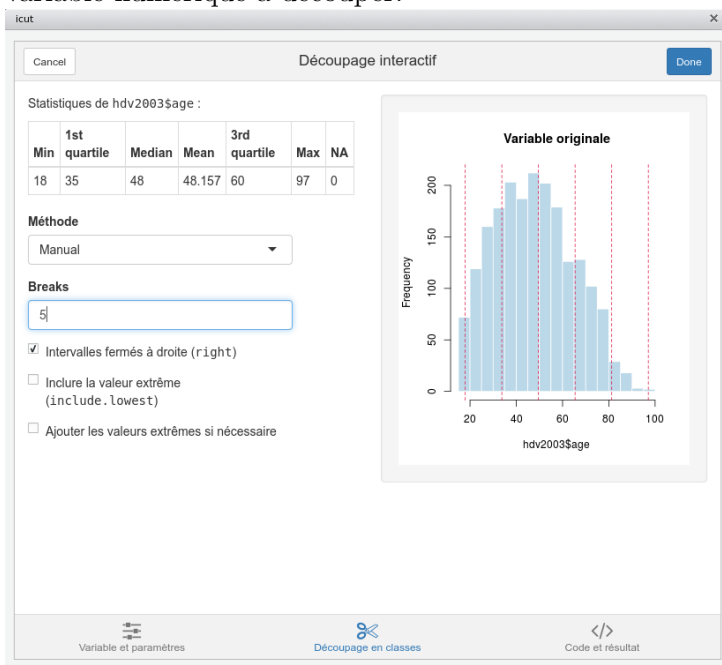 variable numérique à découper.
icut ×
Cancel Découpage interactif Done
Statistiques de hdv2003$age :
Min 1st quartile Median Mean 3rd quartile Max NA
18 35 48 48.157 60 97 0
Méthode
Manual
Breaks
5
Intervalles fermés à droite (right)
Inclure la valeur extrême
(include.lowest)
Ajouter les valeurs extrêmes si nécessaire
Variable originale
Frequency
200
150
100
50
0
20 40 60 80 100
hdv2003$age
Variable et paramètres Découpage en classes Code et résultat